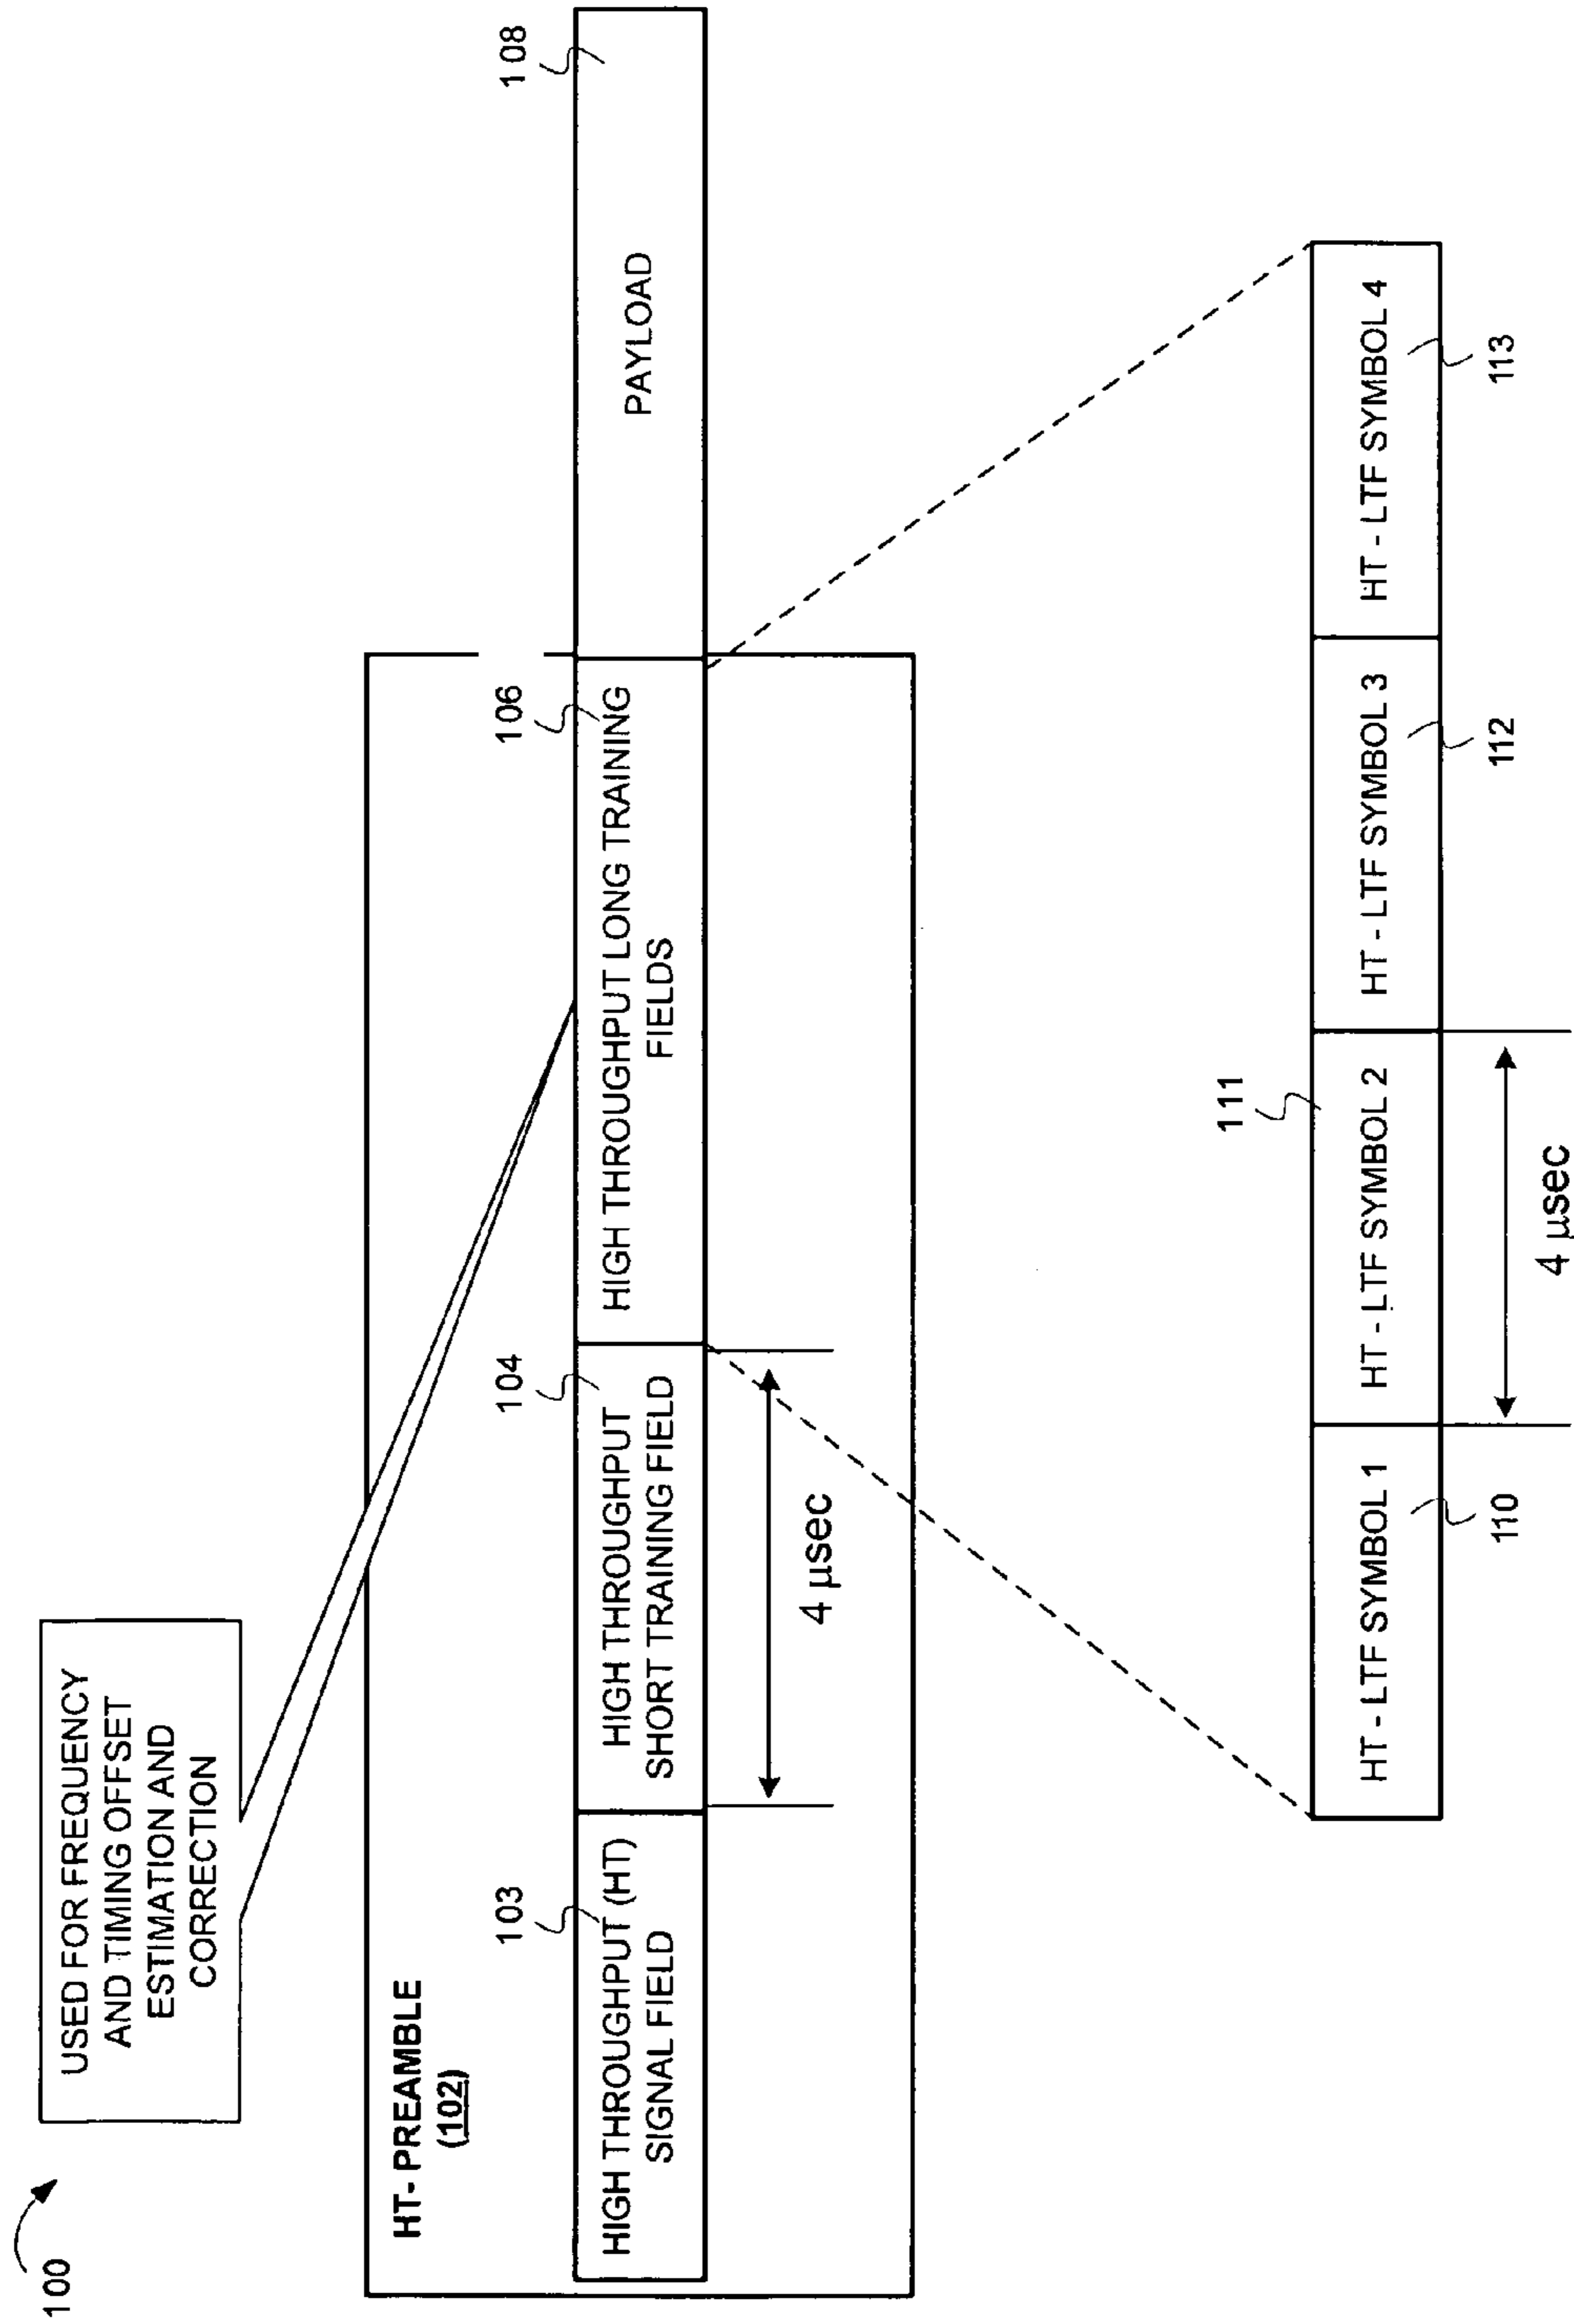 100
USED FOR FREQUENCY
AND TIMING OFFSET
ESTIMATION AND
CORRECTION
HT- PREAMBLE
(102)
103
104
106
108
HIGH THROUGHPUT (HT)
SIGNAL FIELD
HIGH THROUGHPUT
SHORT TRAINING FIELD
HIGH THROUGHPUT LONG TRAINING
FIELDS
PAYLOAD
4 µsec
111
HT - LTF SYMBOL 1
HT - LTF SYMBOL 2
HT - LTF SYMBOL 3
HT - LTF SYMBOL 4
110
112
113
4 µsec